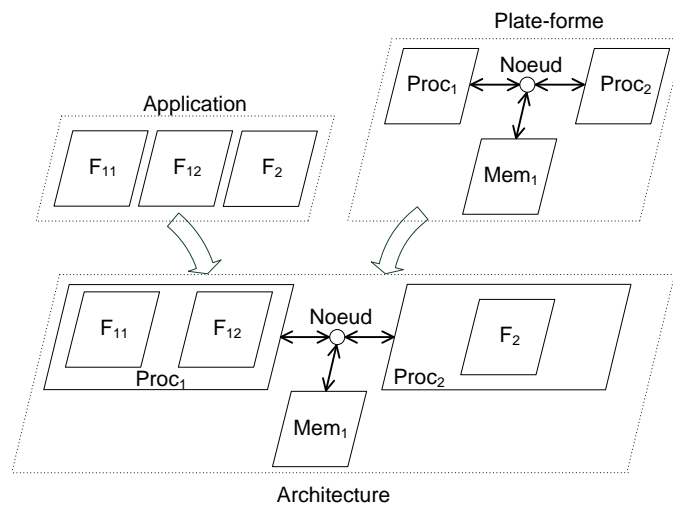 Plate-forme
Noeud
Proc₁
Proc₂
Mem₁
Application
F₁₁
F₁₂
F₂
Noeud
F₁₁
F₁₂
F₂
Proc₁
Proc₂
Mem₁
Architecture